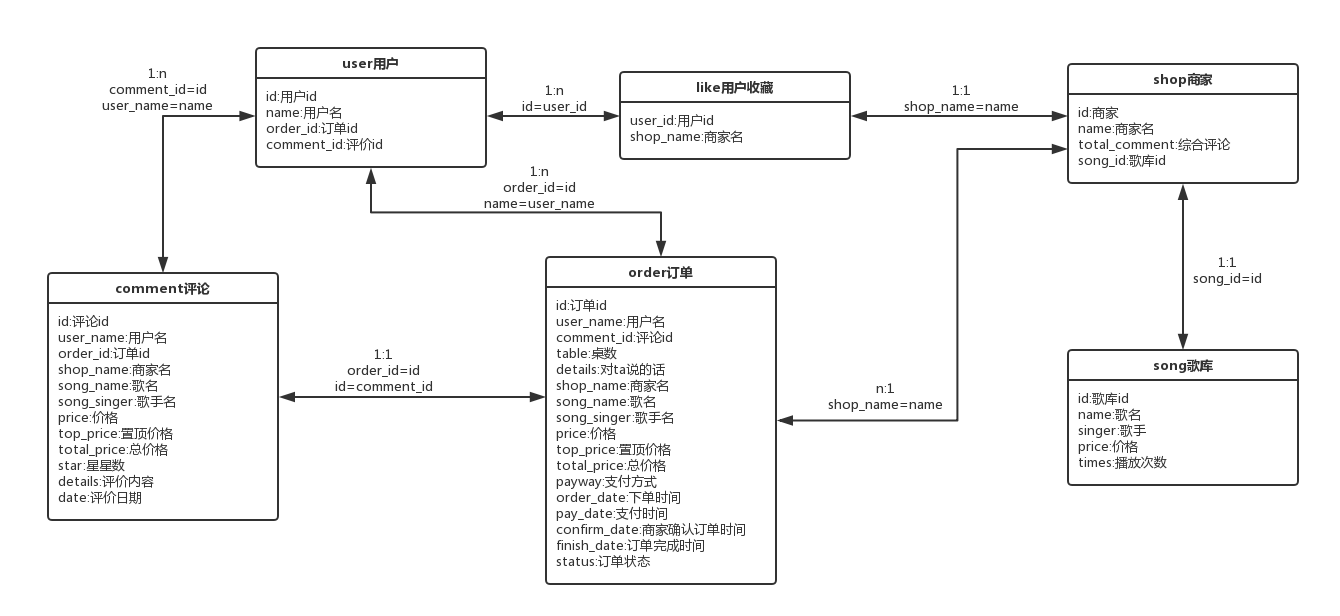 1:n
comment_id=id
user_name=name
user用户
id:用户id
name:用户名
order_id:订单id
comment_id:评价id
1:n
id=user_id
like用户收藏
user_id:用户id
shop_name:商家名
1:1
shop_name=name
shop商家
id:商家
name:商家名
total_comment:综合评论
song_id:歌库id
1:n
order_id=id
name=user_name
comment评论
id:评论id
user_name:用户名
order_id:订单id
shop_name:商家名
song_name:歌名
song_singer:歌手名
price:价格
top_price:置顶价格
total_price:总价格
star:星星数
details:评价内容
date:评价日期
1:1
order_id=id
id=comment_id
order订单
id:订单id
user_name:用户名
comment_id:评论id
table:桌数
details:对ta说的话
shop_name:商家名
song_name:歌名
song_singer:歌手名
price:价格
top_price:置顶价格
total_price:总价格
payway:支付方式
order_date:下单时间
pay_date:支付时间
confirm_date:商家确认订单时间
finish_date:订单完成时间
status:订单状态
n:1
shop_name=name
1:1
song_id=id
song歌库
id:歌库id
name:歌名
singer:歌手
price:价格
times:播放次数